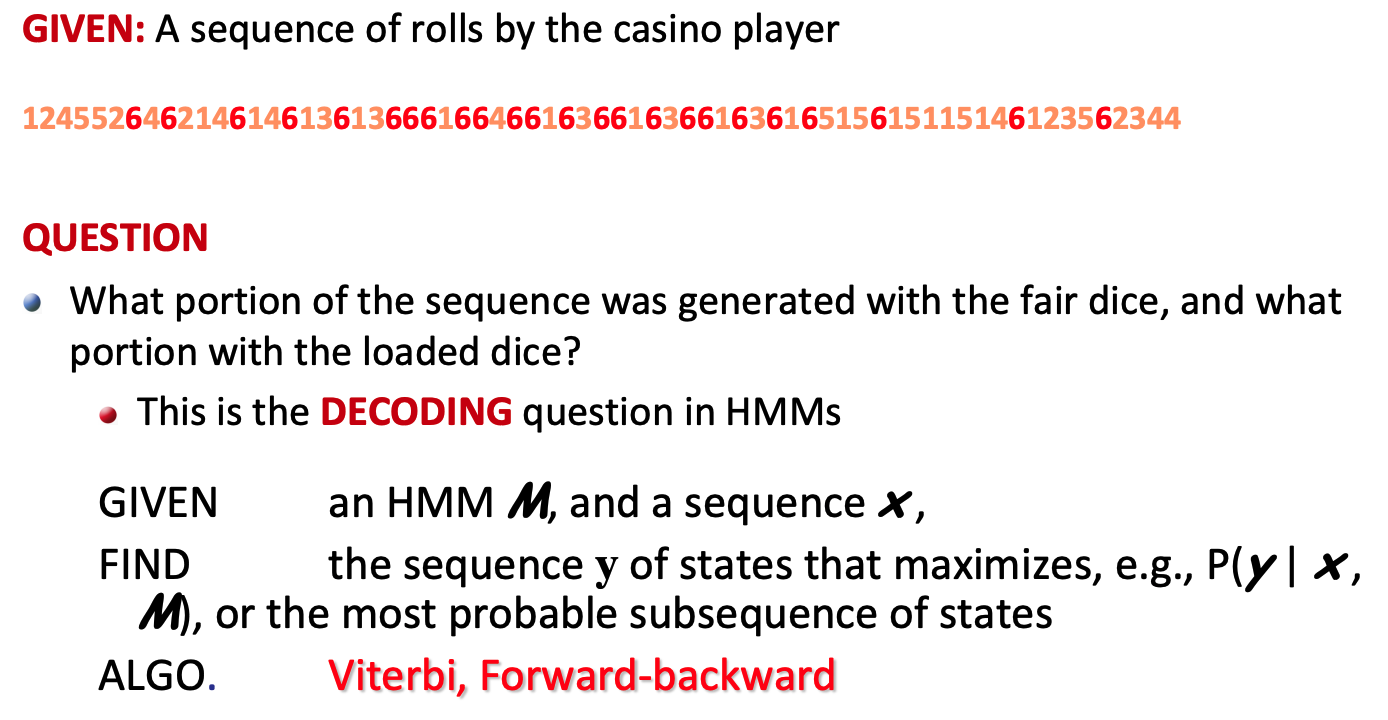 GIVEN: A sequence of rolls by the casino player
1245526462146146136136661664661636616366163616515615115146123562344
QUESTION
What portion of the sequence was generated with the fair dice, and what
portion with the loaded dice?
This is the DECODING question in HMMs
GIVEN an HMM M, and a sequence x,
FIND the sequence y of states that maximizes, e.g., P(y | x,
M), or the most probable subsequence of states
ALGO. Viterbi, Forward-backward